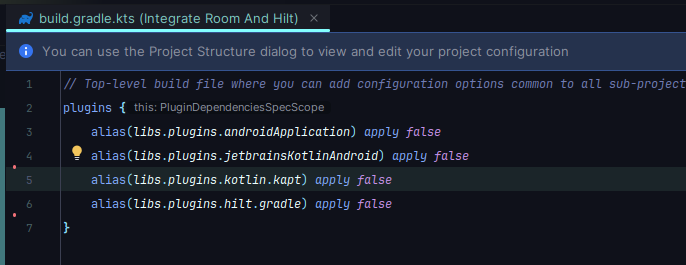 build.gradle.kts (Integrate Room And Hilt)
You can use the Project Structure dialog to view and edit your project configuration
1 // Top-level build file where you can add configuration options common to all sub-project
2 plugins { this: PluginDependenciesSpecScope
3 alias(libs.plugins.androidApplication) apply false
4 alias(libs.plugins.jetbrainsKotlinAndroid) apply false
5 alias(libs.plugins.kotlin.kapt) apply false
6 alias(libs.plugins.hilt.gradle) apply false
7 }